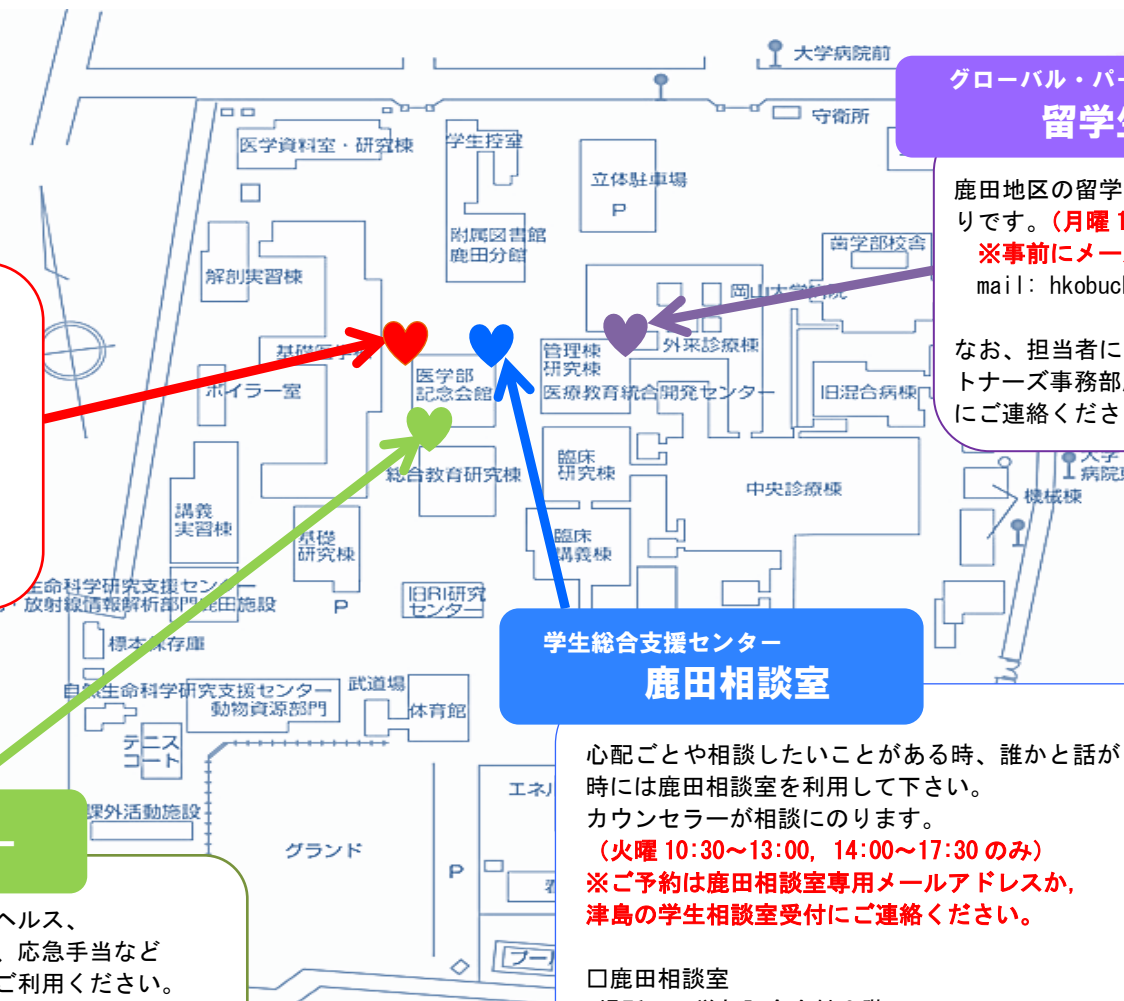 大学病院前
守衛所
グローバル・パー
留学生
医学資料室・研究棟
学生控室
立体駐車場
P
附属図書館
鹿田分館
歯学部校舎
鹿田地区の留学
りです。(月曜 1
※事前にメー
mail: hkobuc
なお、担当者に
トナーズ事務部
にご連絡くださ
解剖実習棟
岡山大学病院
外来診療棟
管理棟
研究棟
医療教育統合開発センター
医学部
記念会館
ボイラー室
旧混合病棟
臨床
研究棟
総合教育研究棟
中央診療棟
機械棟
講義
実習棟
基礎
研究棟
臨床
講義棟
生命科学研究支援センター
放射線情報解析部門鹿田施設
P
旧RI研究
センター
標本保存庫
自然生命科学研究支援センター
動物資源部門
武道場
体育館
テニス
コート
課外活動施設
グランド
エネル
P
プー
学生総合支援センター
鹿田相談室
心配ごとや相談したいことがある時、誰かと話が
時には鹿田相談室を利用して下さい。
カウンセラーが相談にのります。
(火曜 10:30～13:00, 14:00～17:30 のみ)
※ご予約は鹿田相談室専用メールアドレスか,
津島の学生相談室受付にご連絡ください。
□鹿田相談室
ー
ヘルス、
、応急手当など
ご利用ください。